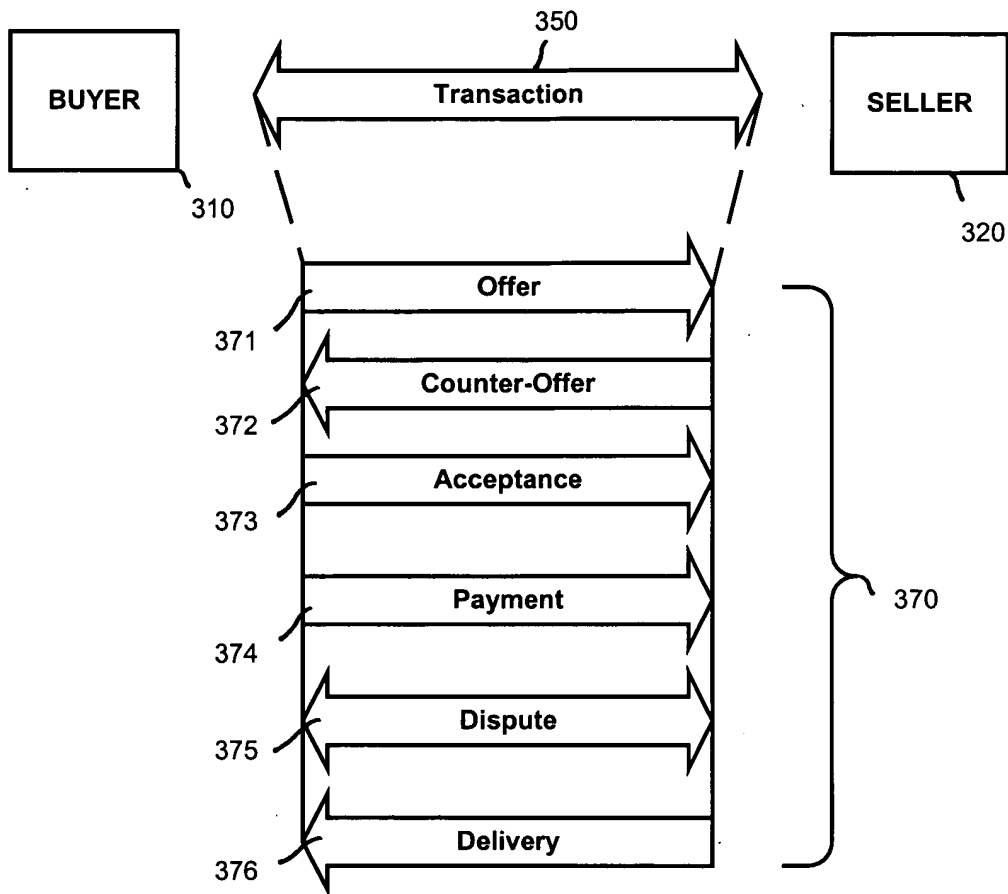 350
BUYER
Transaction
SELLER
310
320
Offer
371
Counter-Offer
372
Acceptance
373
370
Payment
374
Dispute
375
Delivery
376